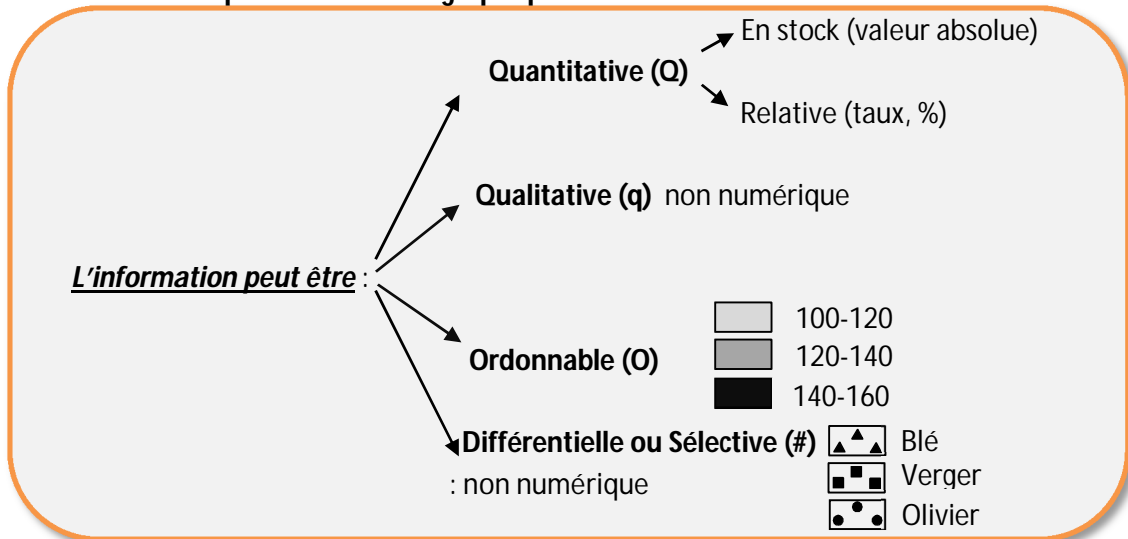 En stock (valeur absolue)
Quantitative (Q)
Relative (taux, %)
Qualitative (q) non numérique
L'information peut être :
Ordonnable (O)
100-120
120-140
140-160
Différentielle ou Sélective (#)
: non numérique
Blé
Verger
Olivier